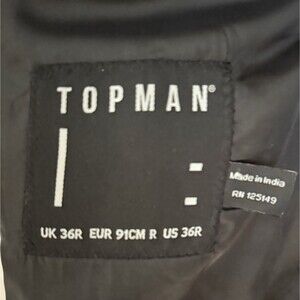 TOPMAN®
UK 36R EUR 91CM R US 36R
Made in India
RN 125149